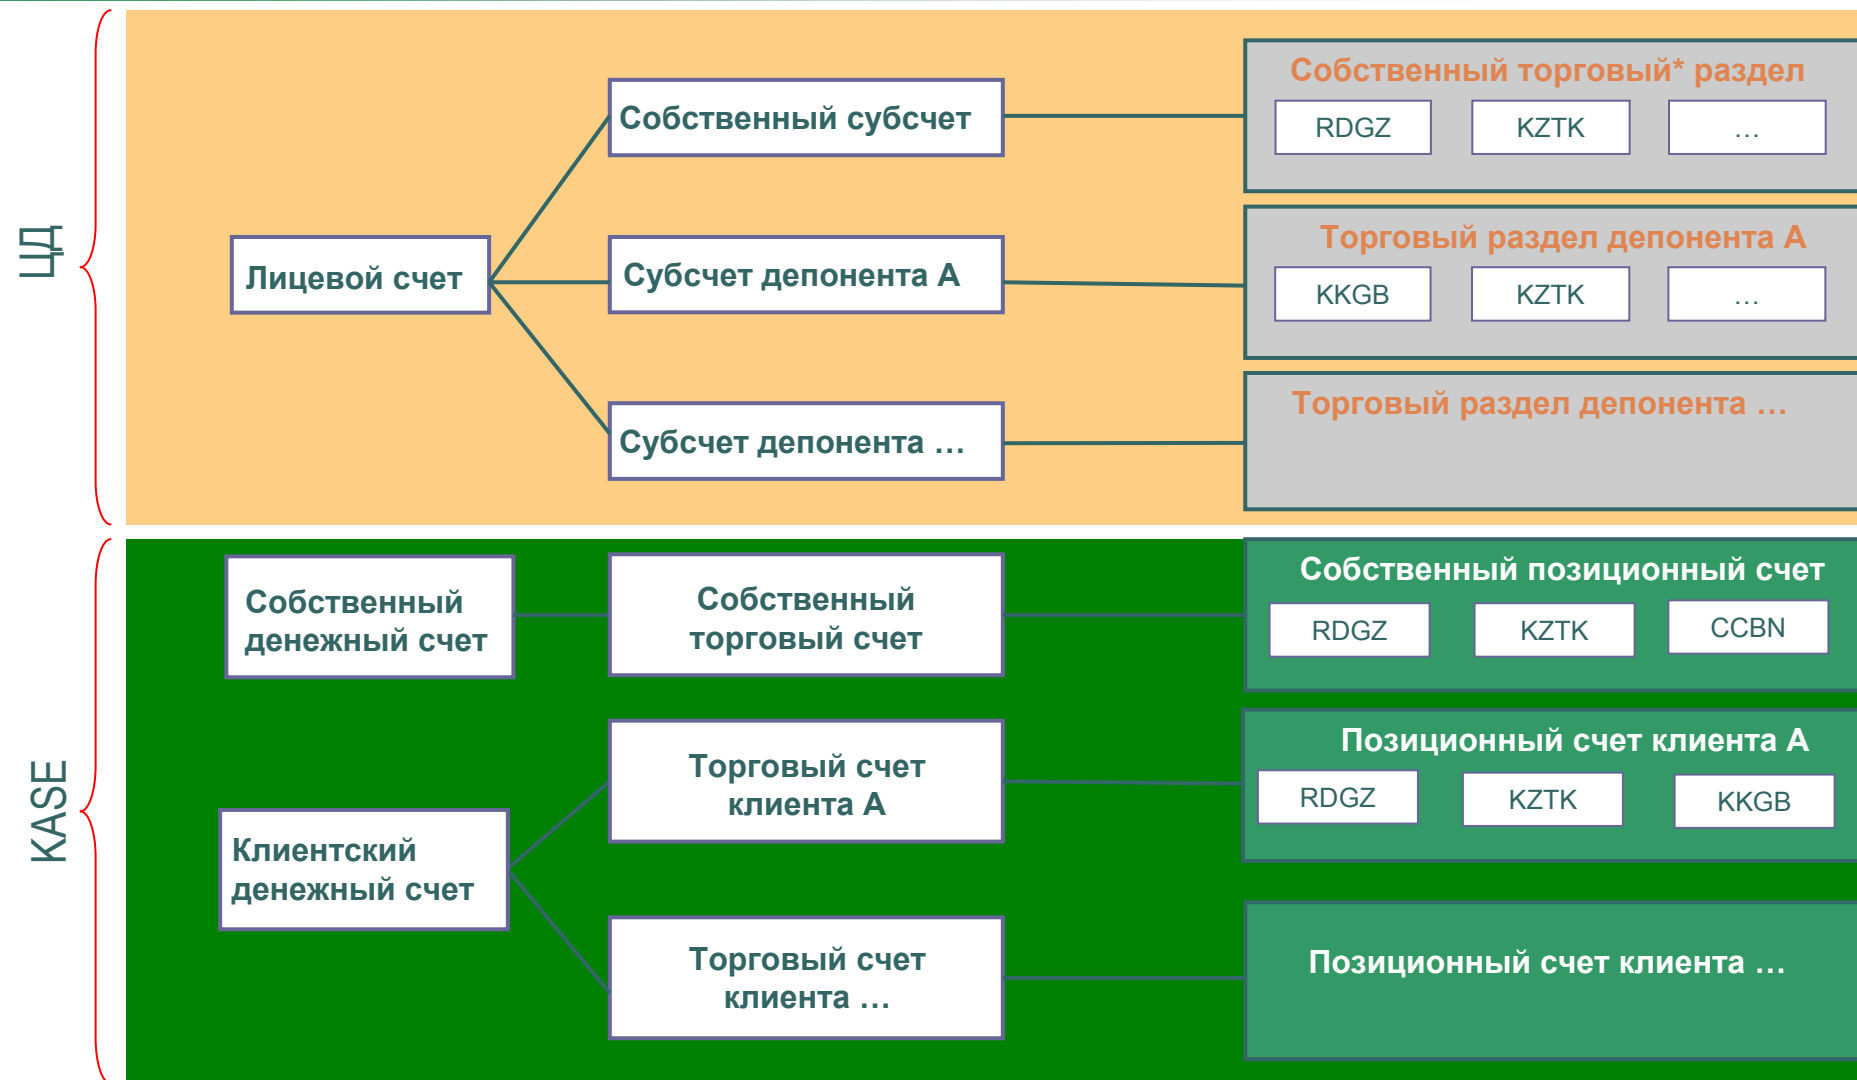 ЦД
Лицевой счет
Собственный субсчет
Субсчет депонента А
Субсчет депонента …
Собственный торговый* раздел
RDGZ
KZTK
…
Торговый раздел депонента А
KKGB
KZTK
…
Торговый раздел депонента …
KASE
Собственный
денежный счет
Собственный
торговый счет
Собственный позиционный счет
RDGZ
KZTK
CCBN
Клиентский
денежный счет
Торговый счет
клиента А
Позиционный счет клиента А
RDGZ
KZTK
KKGB
Торговый счет
клиента …
Позиционный счет клиента …